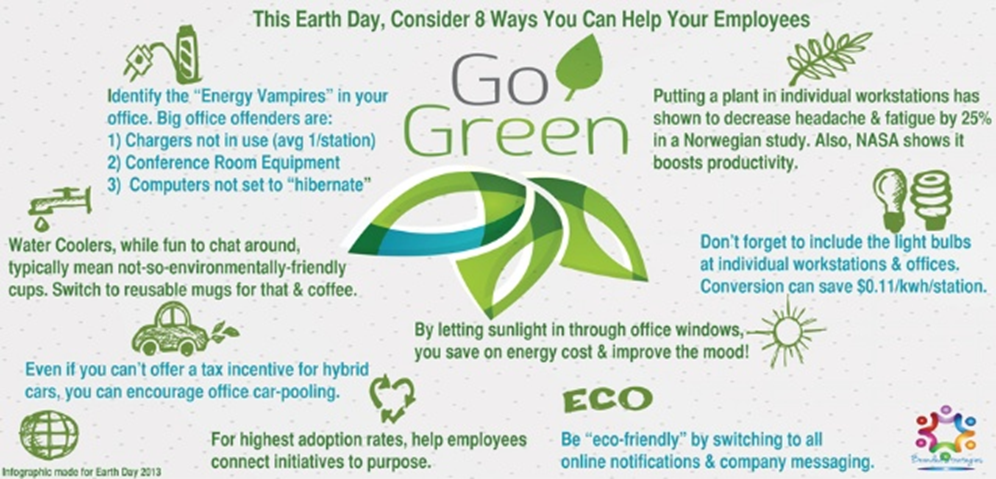 This Earth Day, Consider 8 Ways You Can Help Your Employees
Go
Green
Identify the “Energy Vampires” in your
office. Big office offenders are:
1) Chargers not in use (avg 1/station)
2) Conference Room Equipment
3) Computers not set to “hibernate”
Putting a plant in individual workstations has
shown to decrease headache & fatigue by 25%
in a Norwegian study. Also, NASA shows it
boosts productivity.
Water Coolers, while fun to chat around,
typically mean not-so-environmentally-friendly
cups. Switch to reusable mugs for that & coffee.
Don’t forget to include the light bulbs
at individual workstations & offices.
Conversion can save $0.11/kwh/station.
By letting sunlight in through office windows,
you save on energy cost & improve the mood!
Even if you can’t offer a tax incentive for hybrid
cars, you can encourage office car-pooling.
For highest adoption rates, help employees
connect initiatives to purpose.
ECO
Be “eco-friendly” by switching to all
online notifications & company messaging.
Infographic made for Earth Day 2013